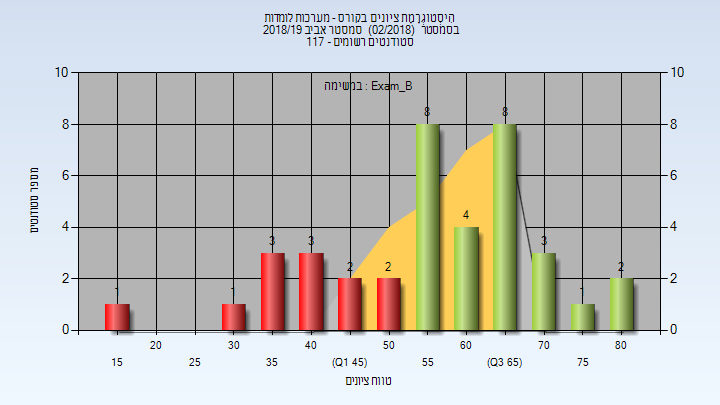 היסטוגרמת ציונים בקורס - מערכות לומדות
בסמסטר (02/2018) סמסטר אביב 2018/19
סטודנטים רשומים - 117
במשימה : Exam_B
מספר סטודנטים
10 10
8 8
6 6
4 4
2 2
0 0
1 1 3 3 2 2 8 4 8 3 1 2
20 30 40 50 60 70 80
15 25 35 (Q1 45) 55 (Q3 65) 75
טווח ציונים